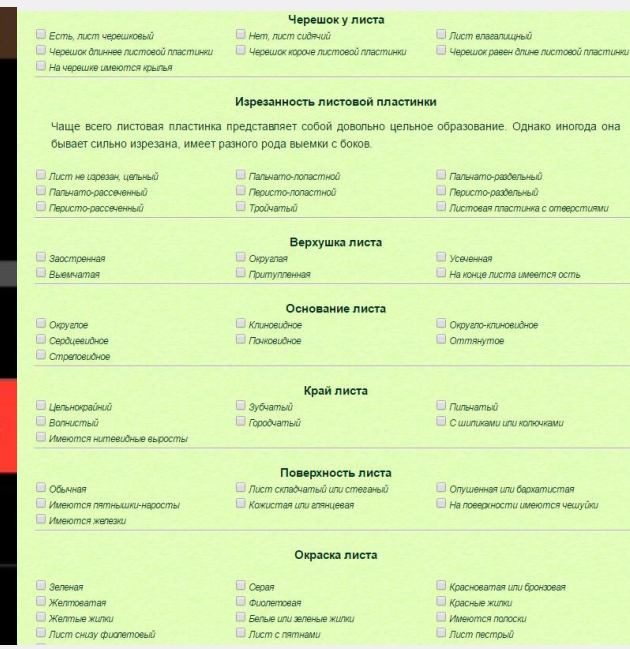 Черешок у листа
Есть, лист черешковый Нет, лист сидячий Лист влагалищный
Черешок длиннее листовой пластинки Черешок короче листовой пластинки Черешок равен длине листовой пластинки
На черешке имеются крылья
Изрезанность листовой пластинки
Чаще всего листовая пластинка представляет собой довольно цельное образование. Однако иногода она
бывает сильно изрезана, имеет разного рода выемки с боков.
Лист не изрезан, цельный Пальчато-лопастной Пальчато-раздельный
Пальчато-рассеченный Перисто-лопастной Перисто-раздельный
Перисто-рассеченный Тройчатый Листовая пластинка с отверстиями
Верхушка листа
Заостренная Округлая Усеченная
Выемчатая Притупленная На конце листа имеется ость
Основание листа
Округлое Клиновидное Округло-клиновидное
Сердцевидное Почковидное Оттянутое
Стреловидное
Край листа
Цельнокрайний Зубчатый Пильчатый
Волнистый Городчатый С шипиками или колючками
Имеются нитевидные выросты
Поверхность листа
Обычная Лист складчатый или стеганый Опушенная или бархатистая
Имеются пятнышки-наросты Кожистая или глянцевая На поверхности имеются чешуйки
Имеются железки
Окраска листа
Зеленая Серая Красноватая или бронзовая
Желтоватая Фиолетовая Красные жилки
Желтые жилки Белые или зеленые жилки Имеются полоски
Лист снизу фиолетовый Лист с пятнами Лист пестрый